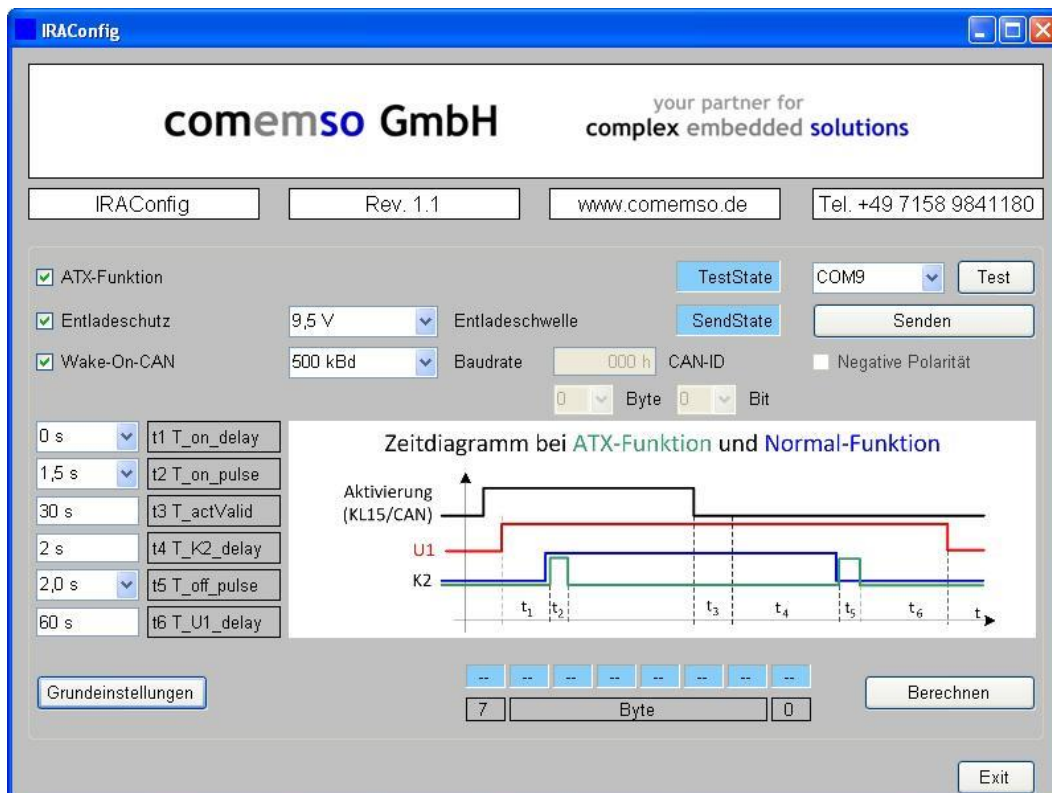 IRAConfig
comemso GmbH
your partner for
complex embedded solutions
IRAConfig
Rev. 1.1
www.comemso.de
Tel. +49 7158 9841180
ATX-Funktion
TestState
COM9
Test
Entladeschutz
9,5 V
Entladeschwelle
SendState
Senden
Wake-On-CAN
500 kBd
Baudrate
000 h
CAN-ID
Negative Polarität
0
Byte
0
Bit
0 s
t1 T_on_delay
1,5 s
t2 T_on_pulse
30 s
t3 T_actValid
2 s
t4 T_K2_delay
2,0 s
t5 T_off_pulse
60 s
t6 T_U1_delay
Zeitdiagramm bei ATX-Funktion und Normal-Funktion
Aktivierung
(KL15/CAN)
U1
K2
t1 t2 t3 t4 t5 t6 t
Grundeinstellungen
-- -- -- -- -- -- -- --
7 Byte 0
Berechnen
Exit